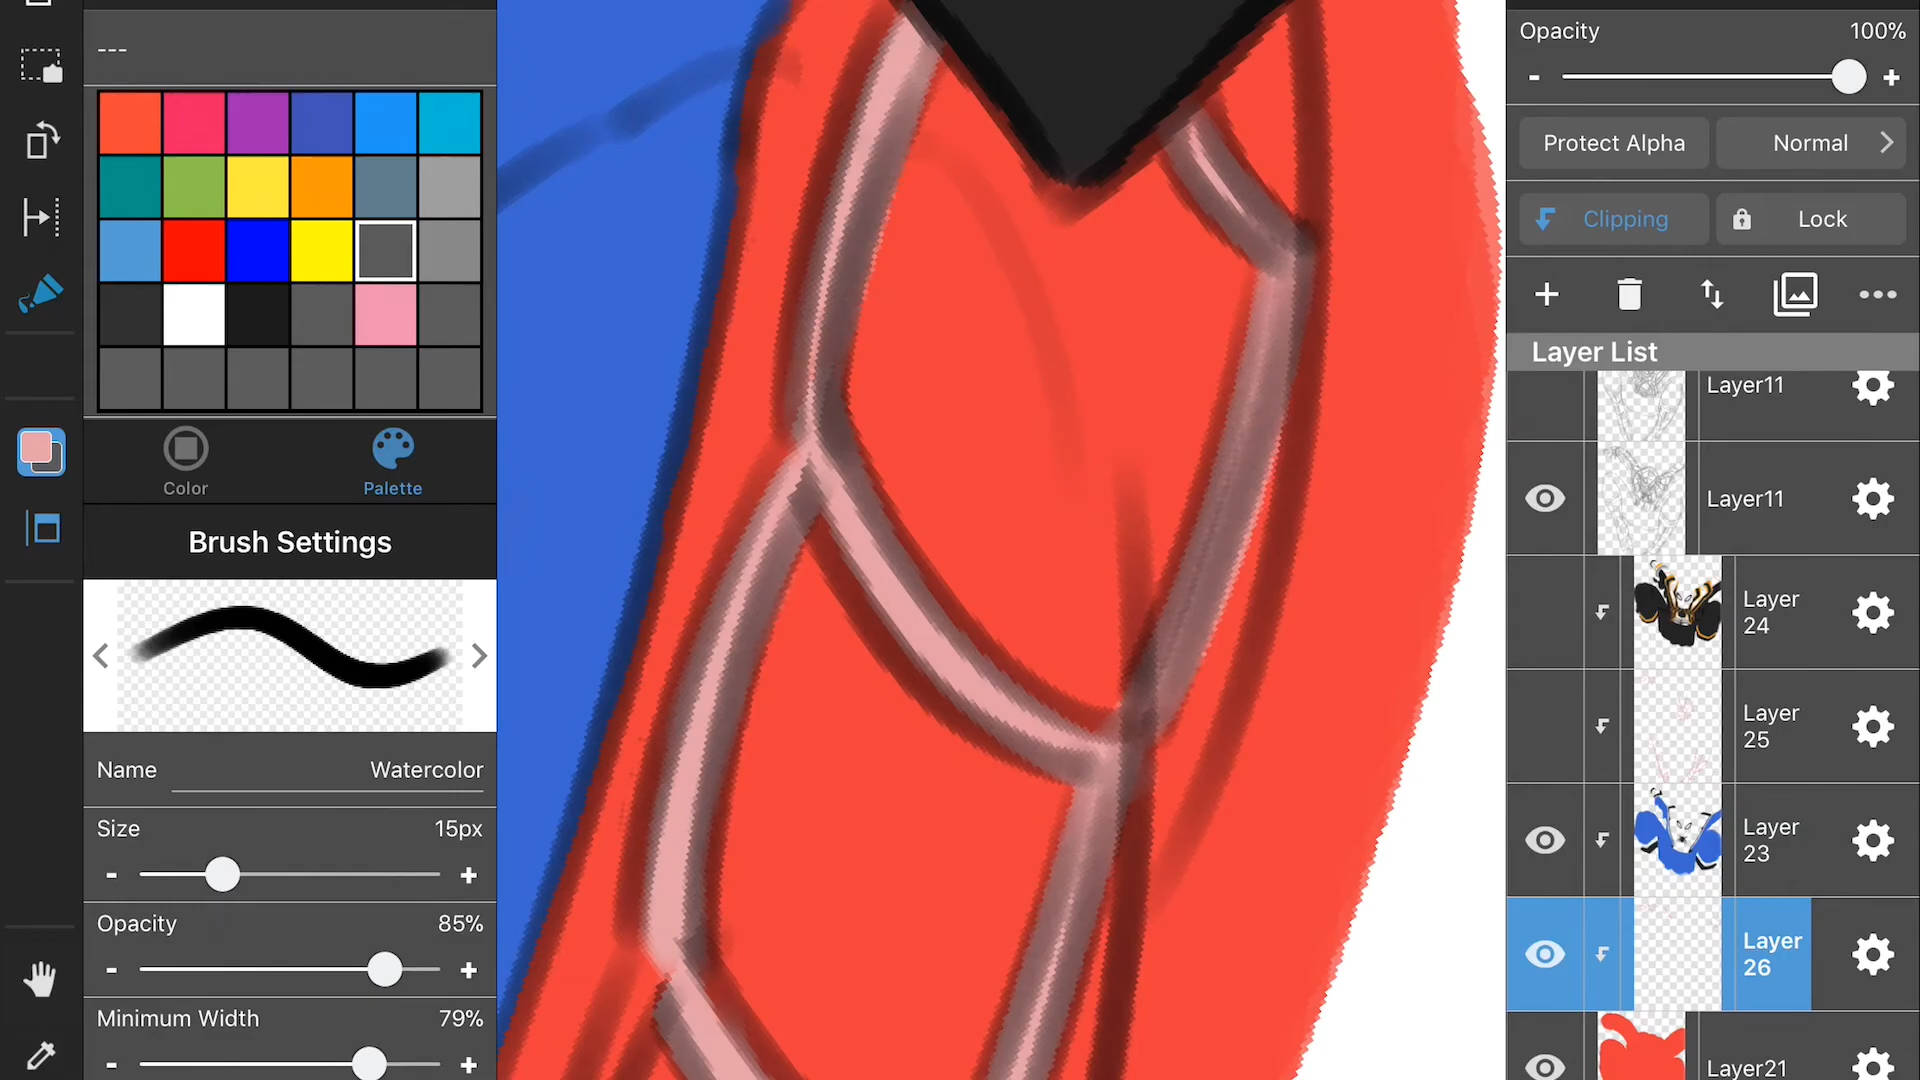 ---
Color
Palette
Brush Settings
Name
Watercolor
Size
15px
-
+
Opacity
85%
-
+
Minimum Width
79%
-
+
Opacity
100%
-
+
Protect Alpha
Normal
Clipping
Lock
Layer List
Layer11
Layer11
Layer
24
Layer
25
Layer
23
Layer
26
Layer21